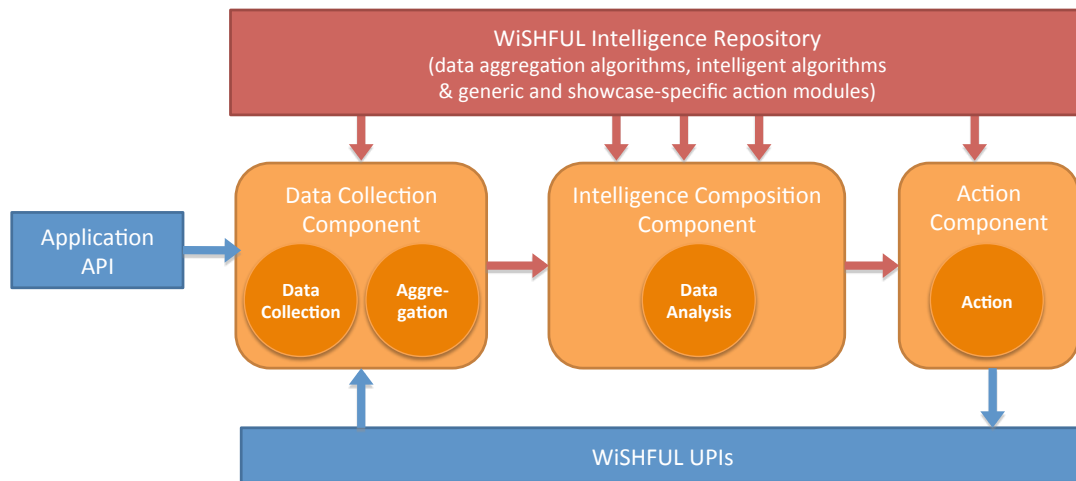 WiSHFUL Intelligence Repository
(data aggregation algorithms, intelligent algorithms
& generic and showcase-specific action modules)
Data Collection
Component
Intelligence Composition
Component
Action
Component
Application
API
Data
Collection
Aggre-
gation
Data
Analysis
Action
WiSHFUL UPIs